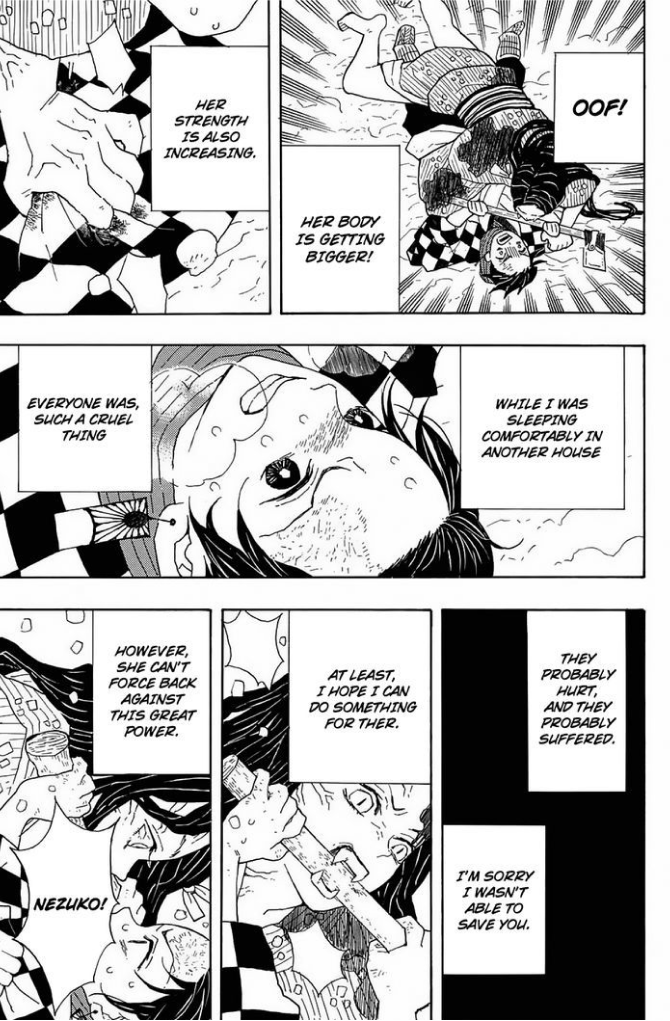 OOF!
HER BODY
IS GETTING
BIGGER!
HER
STRENGTH
IS ALSO
INCREASING.
WHILE I WAS
SLEEPING
COMFORTABLY IN
ANOTHER HOUSE
EVERYONE WAS,
SUCH A CRUEL
THING
THEY
PROBABLY
HURT,
AND THEY
PROBABLY
SUFFERED.
I'M SORRY
I WASN'T
ABLE TO
SAVE YOU.
AT LEAST,
I HOPE I CAN
DO SOMETHING
FOR THER.
HOWEVER,
SHE CAN'T
FORCE BACK
AGAINST
THIS GREAT
POWER.
NEZUKO!